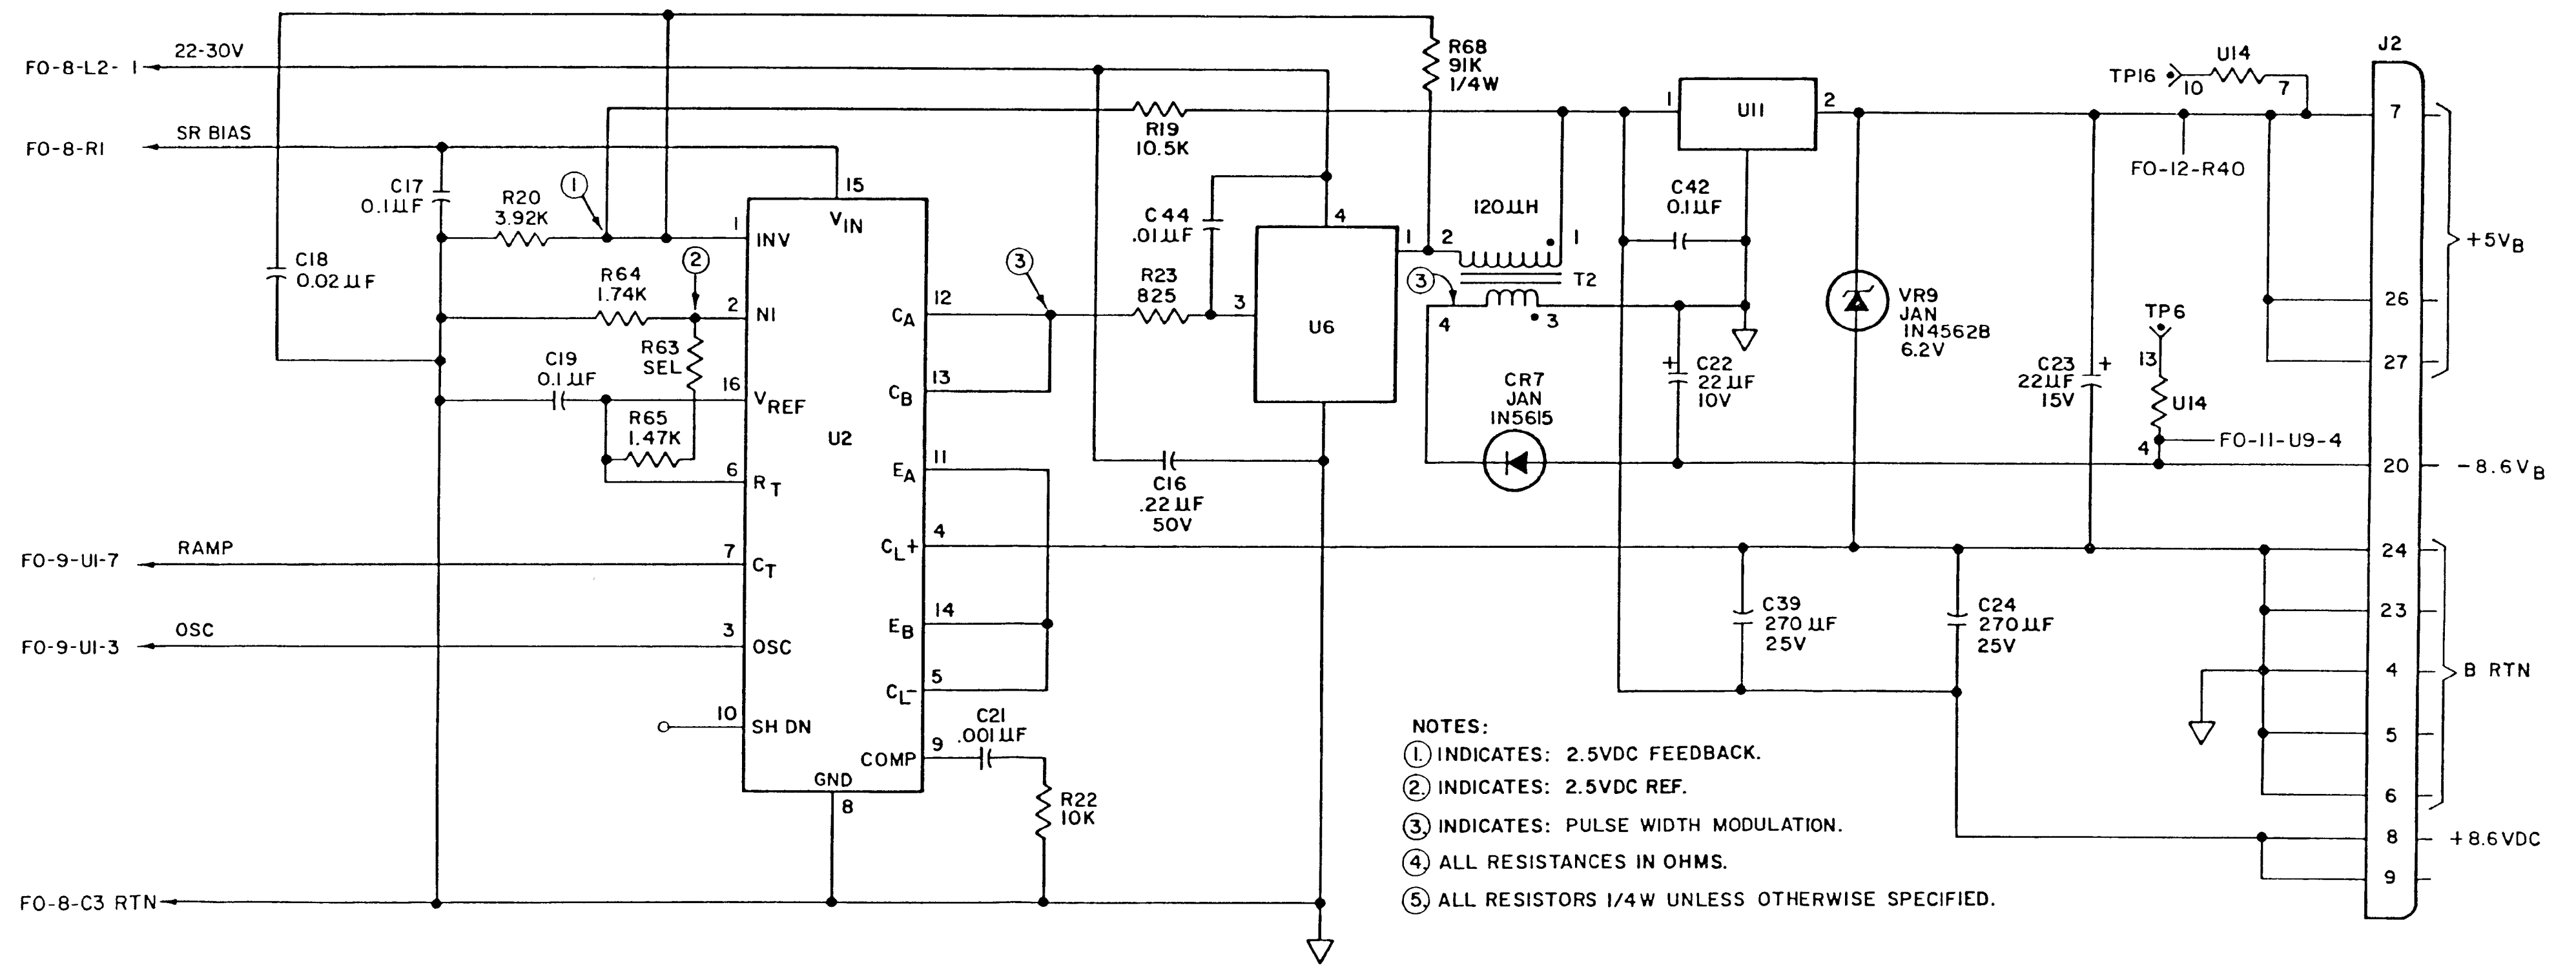 FO-8-L2- 1
22-30V
FO-8-R1
SR BIAS
C17
0.1µF
R20
3.92K
1
C18
0.02µF
R64
1.74K
2
R63
SEL
C19
0.1µF
R65
1.47K
FO-9-U1-7
RAMP
FO-9-U1-3
OSC
FO-8-C3 RTN
15
VIN
1
INV
2
NI
16
VREF
6
RT
7
CT
3
OSC
10
SH DN
U2
12
CA
13
CB
11
EA
4
CL+
14
EB
5
CL-
9
COMP
GND
8
C21
.001µF
R22
10K
3
R23
825
C44
.01µF
R19
10.5K
C16
.22µF
50V
3
4
1
U6
R68
91K
1/4W
2
120µH
1
T2
3
4
3
CR7
JAN
1N5615
1
U11
2
C42
0.1µF
C22
+
22µF
10V
VR9
JAN
1N4562B
6.2V
C23
+
22µF
15V
C39
270µF
25V
C24
270µF
25V
TP16
10
U14
7
FO-12-R40
TP6
13
U14
4
FO-11-U9-4
J2
7
26
27
20
24
23
4
5
6
8
9
+5VB
-8.6VB
B RTN
+8.6VDC
NOTES:
1. INDICATES: 2.5VDC FEEDBACK.
2. INDICATES: 2.5VDC REF.
3. INDICATES: PULSE WIDTH MODULATION.
4. ALL RESISTANCES IN OHMS.
5. ALL RESISTORS 1/4W UNLESS OTHERWISE SPECIFIED.